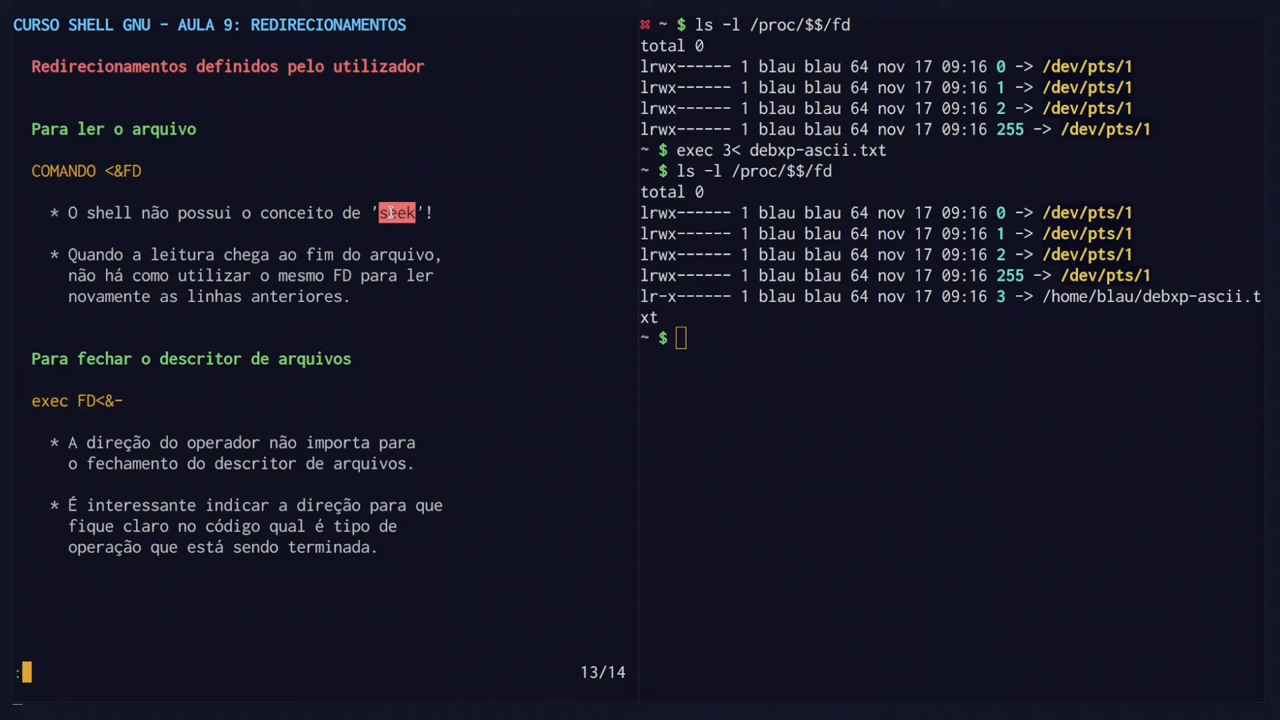 CURSO SHELL GNU - AULA 9: REDIRECIONAMENTOS
Redirecionamentos definidos pelo utilizador
Para ler o arquivo
COMANDO <&FD
* O shell não possui o conceito de 'seek'!
* Quando a leitura chega ao fim do arquivo,
não há como utilizar o mesmo FD para ler
novamente as linhas anteriores.
Para fechar o descritor de arquivos
exec FD<&-
* A direção do operador não importa para
o fechamento do descritor de arquivos.
* É interessante indicar a direção para que
fique claro no código qual é tipo de
operação que está sendo terminada.
:
13/14
✖ ~ $ ls -l /proc/$$/fd
total 0
lrwx------ 1 blau blau 64 nov 17 09:16 0 -> /dev/pts/1
lrwx------ 1 blau blau 64 nov 17 09:16 1 -> /dev/pts/1
lrwx------ 1 blau blau 64 nov 17 09:16 2 -> /dev/pts/1
lrwx------ 1 blau blau 64 nov 17 09:16 255 -> /dev/pts/1
~ $ exec 3< debxp-ascii.txt
~ $ ls -l /proc/$$/fd
total 0
lrwx------ 1 blau blau 64 nov 17 09:16 0 -> /dev/pts/1
lrwx------ 1 blau blau 64 nov 17 09:16 1 -> /dev/pts/1
lrwx------ 1 blau blau 64 nov 17 09:16 2 -> /dev/pts/1
lrwx------ 1 blau blau 64 nov 17 09:16 255 -> /dev/pts/1
lr-x------ 1 blau blau 64 nov 17 09:16 3 -> /home/blau/debxp-ascii.t
xt
~ $